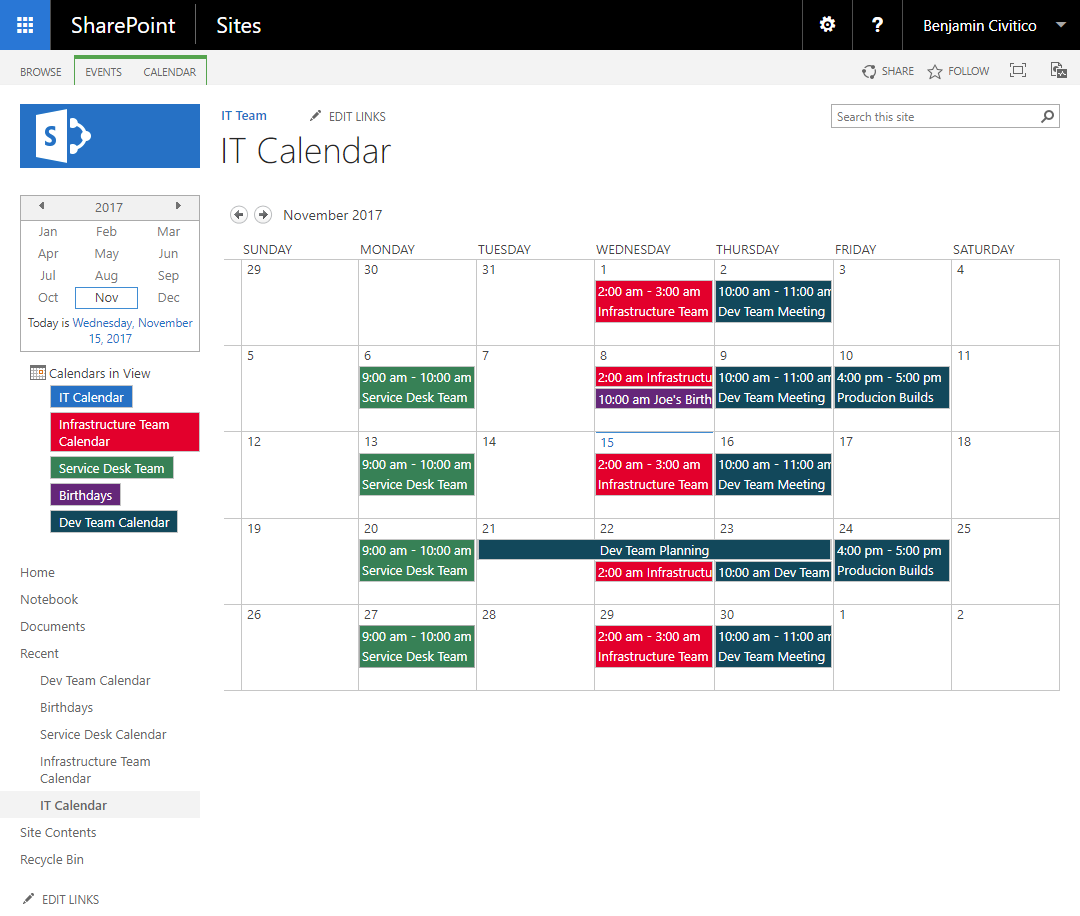 SharePoint Sites ? Benjamin Civitico
BROWSE EVENTS CALENDAR SHARE FOLLOW
S
IT Team EDIT LINKS
Search this site
IT Calendar
2017
Jan Feb Mar
Apr May Jun
Jul Aug Sep
Oct Nov Dec
Today is Wednesday, November
15, 2017
Calendars in View
IT Calendar
Infrastructure Team
Calendar
Service Desk Team
Birthdays
Dev Team Calendar
Home
Notebook
Documents
Recent
Dev Team Calendar
Birthdays
Service Desk Calendar
Infrastructure Team
Calendar
IT Calendar
Site Contents
Recycle Bin
EDIT LINKS
November 2017
SUNDAY MONDAY TUESDAY WEDNESDAY THURSDAY FRIDAY SATURDAY
29 30 31 1 2 3 4
2:00 am - 3:00 am 10:00 am - 11:00 am
Infrastructure Team Dev Team Meeting
5 6 7 8 9 10 11
9:00 am - 10:00 am 2:00 am Infrastructu 10:00 am - 11:00 am 4:00 pm - 5:00 pm
Service Desk Team 10:00 am Joe's Birth Dev Team Meeting Producion Builds
12 13 14 15 16 17 18
9:00 am - 10:00 am 2:00 am - 3:00 am 10:00 am - 11:00 am
Service Desk Team Infrastructure Team Dev Team Meeting
19 20 21 22 23 24 25
9:00 am - 10:00 am Dev Team Planning 4:00 pm - 5:00 pm
Service Desk Team 2:00 am Infrastructu 10:00 am Dev Team Producion Builds
26 27 28 29 30 1 2
9:00 am - 10:00 am 2:00 am - 3:00 am 10:00 am - 11:00 am
Service Desk Team Infrastructure Team Dev Team Meeting